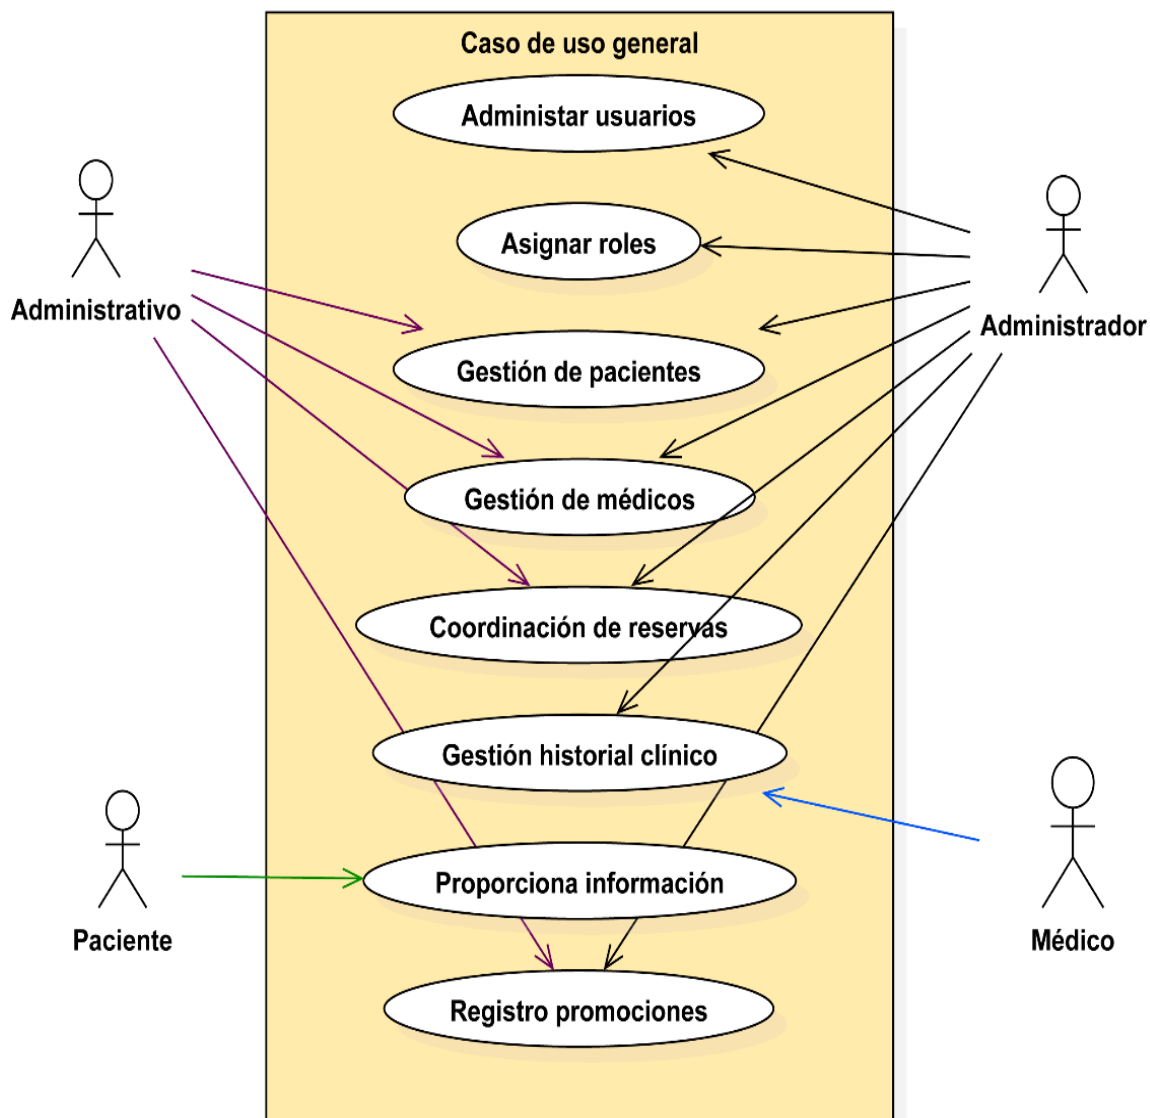 Caso de uso general
Administar usuarios
Asignar roles
Administrativo
Administrador
Gestión de pacientes
Gestión de médicos
Coordinación de reservas
Gestión historial clínico
Proporciona información
Paciente
Médico
Registro promociones